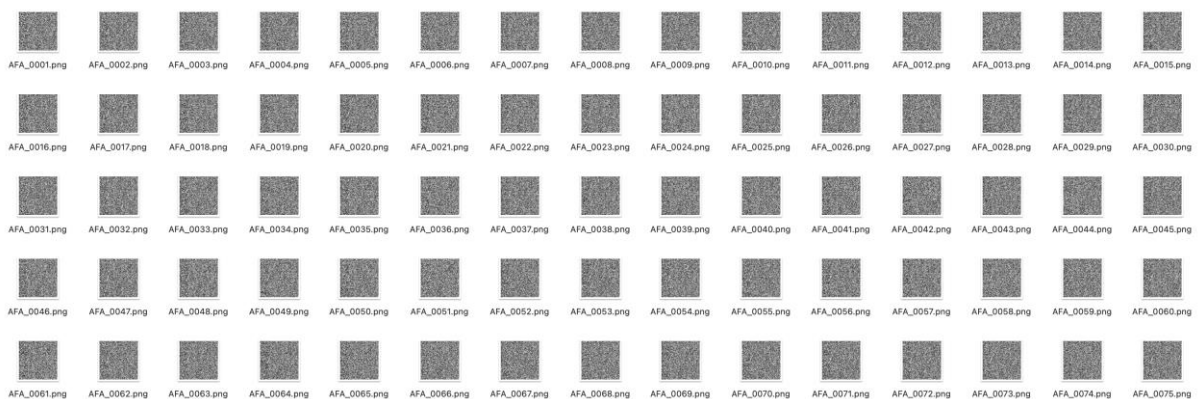 AFA_0001.png AFA_0002.png AFA_0003.png AFA_0004.png AFA_0005.png AFA_0006.png AFA_0007.png AFA_0008.png AFA_0009.png AFA_0010.png AFA_0011.png AFA_0012.png AFA_0013.png AFA_0014.png AFA_0015.png
AFA_0016.png AFA_0017.png AFA_0018.png AFA_0019.png AFA_0020.png AFA_0021.png AFA_0022.png AFA_0023.png AFA_0024.png AFA_0025.png AFA_0026.png AFA_0027.png AFA_0028.png AFA_0029.png AFA_0030.png
AFA_0031.png AFA_0032.png AFA_0033.png AFA_0034.png AFA_0035.png AFA_0036.png AFA_0037.png AFA_0038.png AFA_0039.png AFA_0040.png AFA_0041.png AFA_0042.png AFA_0043.png AFA_0044.png AFA_0045.png
AFA_0046.png AFA_0047.png AFA_0048.png AFA_0049.png AFA_0050.png AFA_0051.png AFA_0052.png AFA_0053.png AFA_0054.png AFA_0055.png AFA_0056.png AFA_0057.png AFA_0058.png AFA_0059.png AFA_0060.png
AFA_0061.png AFA_0062.png AFA_0063.png AFA_0064.png AFA_0065.png AFA_0066.png AFA_0067.png AFA_0068.png AFA_0069.png AFA_0070.png AFA_0071.png AFA_0072.png AFA_0073.png AFA_0074.png AFA_0075.png